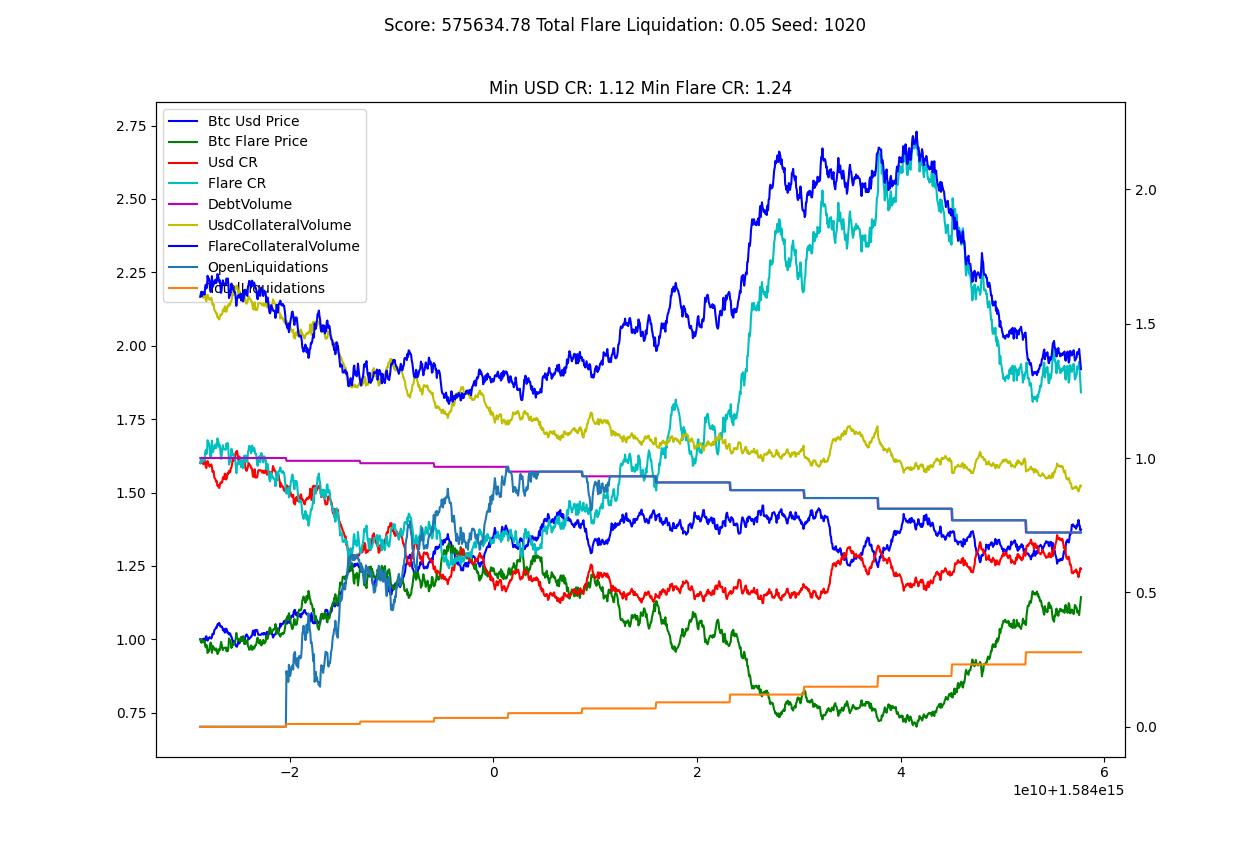 Score: 575634.78 Total Flare Liquidation: 0.05 Seed: 1020
Min USD CR: 1.12 Min Flare CR: 1.24
Btc Usd Price
Btc Flare Price
Usd CR
Flare CR
DebtVolume
UsdCollateralVolume
FlareCollateralVolume
OpenLiquidations
TotalLiquidations
2.75
2.50
2.25
2.00
1.75
1.50
1.25
1.00
0.75
2.0
1.5
1.0
0.5
0.0
−2 0 2 4 6
1e10+1.584e15